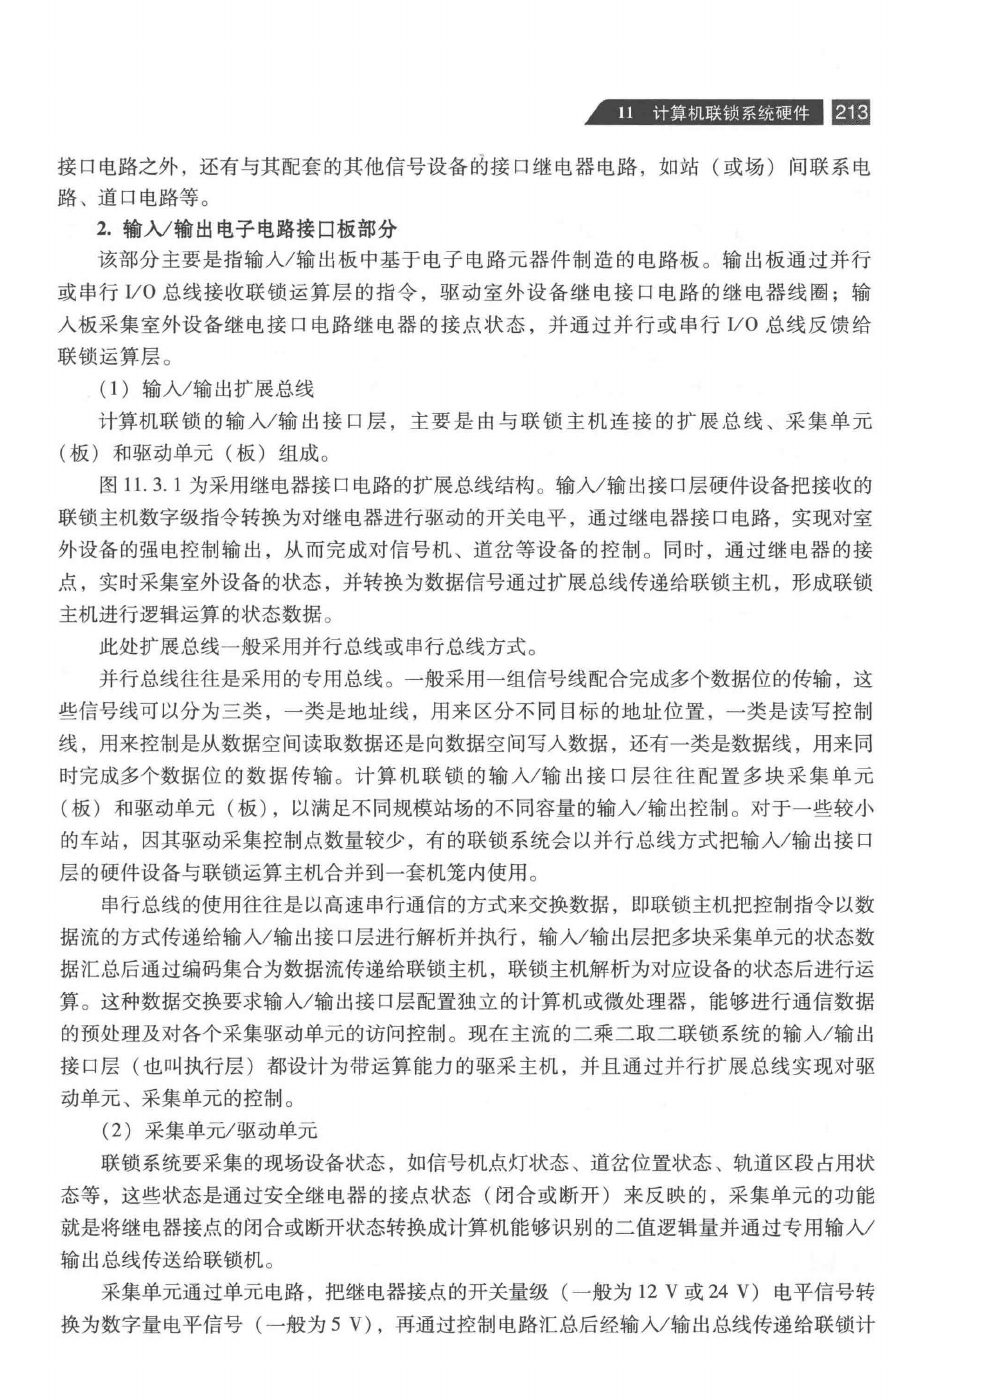 11 计算机联锁系统硬件 213
接口电路之外，还有与其配套的其他信号设备的接口继电器电路，如站（或场）间联系电
路、道口电路等。
2. 输入/输出电子电路接口板部分
该部分主要是指输入/输出板中基于电子电路元器件制造的电路板。输出板通过并行
或串行 I/O 总线接收联锁运算层的指令，驱动室外设备继电接口电路的继电器线圈；输
入板采集室外设备继电接口电路继电器的接点状态，并通过并行或串行 I/O 总线反馈给
联锁运算层。
（1）输入/输出扩展总线
计算机联锁的输入/输出接口层，主要是由与联锁主机连接的扩展总线、采集单元
（板）和驱动单元（板）组成。
图 11.3.1 为采用继电器接口电路的扩展总线结构。输入/输出接口层硬件设备把接收的
联锁主机数字级指令转换为对继电器进行驱动的开关电平，通过继电器接口电路，实现对室
外设备的强电控制输出，从而完成对信号机、道岔等设备的控制。同时，通过继电器的接
点，实时采集室外设备的状态，并转换为数据信号通过扩展总线传递给联锁主机，形成联锁
主机进行逻辑运算的状态数据。
此处扩展总线一般采用并行总线或串行总线方式。
并行总线往往是采用的专用总线。一般采用一组信号线配合完成多个数据位的传输，这
些信号线可以分为三类，一类是地址线，用来区分不同目标的地址位置，一类是读写控制
线，用来控制是从数据空间读取数据还是向数据空间写入数据，还有一类是数据线，用来同
时完成多个数据位的数据传输。计算机联锁的输入/输出接口层往往配置多块采集单元
（板）和驱动单元（板），以满足不同规模站场的不同容量的输入/输出控制。对于一些较小
的车站，因其驱动采集控制点数量较少，有的联锁系统会以并行总线方式把输入/输出接口
层的硬件设备与联锁运算主机合并到一套机笼内使用。
串行总线的使用往往是以高速串行通信的方式来交换数据，即联锁主机把控制指令以数
据流的方式传递给输入/输出接口层进行解析并执行，输入/输出层把多块采集单元的状态数
据汇总后通过编码集合为数据流传递给联锁主机，联锁主机解析为对应设备的状态后进行运
算。这种数据交换要求输入/输出接口层配置独立的计算机或微处理器，能够进行通信数据
的预处理及对各个采集驱动单元的访问控制。现在主流的二乘二取二联锁系统的输入/输出
接口层（也叫执行层）都设计为带运算能力的驱采主机，并且通过并行扩展总线实现对驱
动单元、采集单元的控制。
（2）采集单元/驱动单元
联锁系统要采集的现场设备状态，如信号机点灯状态、道岔位置状态、轨道区段占用状
态等，这些状态是通过安全继电器的接点状态（闭合或断开）来反映的，采集单元的功能
就是将继电器接点的闭合或断开状态转换成计算机能够识别的二值逻辑量并通过专用输入/
输出总线传送给联锁机。
采集单元通过单元电路，把继电器接点的开关量级（一般为 12 V 或 24 V）电平信号转
换为数字量电平信号（一般为 5 V），再通过控制电路汇总后经输入/输出总线传递给联锁计